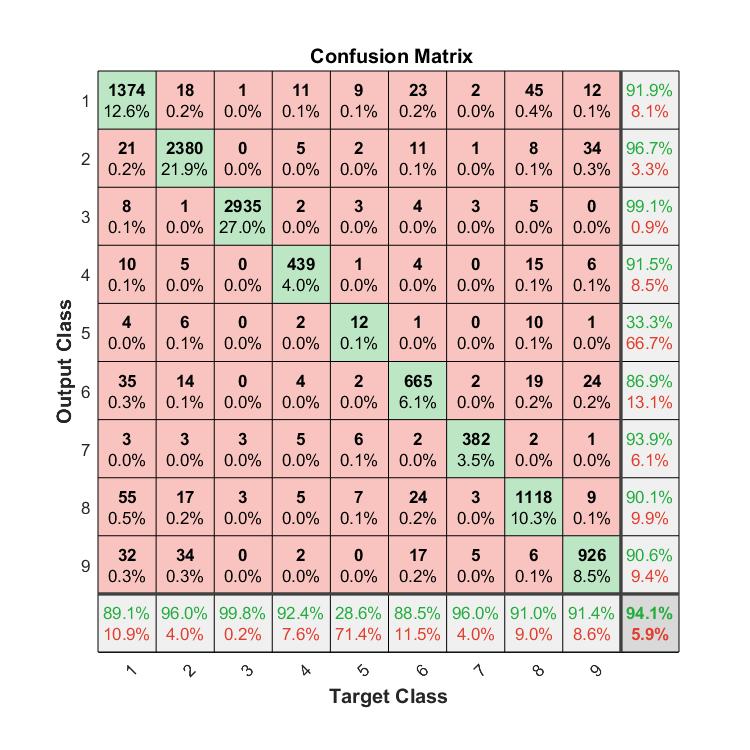 Confusion Matrix
1 1374 18 1 11 9 23 2 45 12 91.9%
12.6% 0.2% 0.0% 0.1% 0.1% 0.2% 0.0% 0.4% 0.1% 8.1%
2 21 2380 0 5 2 11 1 8 34 96.7%
0.2% 21.9% 0.0% 0.0% 0.0% 0.1% 0.0% 0.1% 0.3% 3.3%
3 8 1 2935 2 3 4 3 5 0 99.1%
0.1% 0.0% 27.0% 0.0% 0.0% 0.0% 0.0% 0.0% 0.0% 0.9%
4 10 5 0 439 1 4 0 15 6 91.5%
0.1% 0.0% 0.0% 4.0% 0.0% 0.0% 0.0% 0.1% 0.1% 8.5%
5 4 6 0 2 12 1 0 10 1 33.3%
0.0% 0.1% 0.0% 0.0% 0.1% 0.0% 0.0% 0.1% 0.0% 66.7%
6 35 14 0 4 2 665 2 19 24 86.9%
0.3% 0.1% 0.0% 0.0% 0.0% 6.1% 0.0% 0.2% 0.2% 13.1%
7 3 3 3 5 6 2 382 2 1 93.9%
0.0% 0.0% 0.0% 0.0% 0.1% 0.0% 3.5% 0.0% 0.0% 6.1%
8 55 17 3 5 7 24 3 1118 9 90.1%
0.5% 0.2% 0.0% 0.0% 0.1% 0.2% 0.0% 10.3% 0.1% 9.9%
9 32 34 0 2 0 17 5 6 926 90.6%
0.3% 0.3% 0.0% 0.0% 0.0% 0.2% 0.0% 0.1% 8.5% 9.4%
89.1% 96.0% 99.8% 92.4% 28.6% 88.5% 96.0% 91.0% 91.4% 94.1%
10.9% 4.0% 0.2% 7.6% 71.4% 11.5% 4.0% 9.0% 8.6% 5.9%
1 2 3 4 5 6 7 8 9
Target Class
Output Class